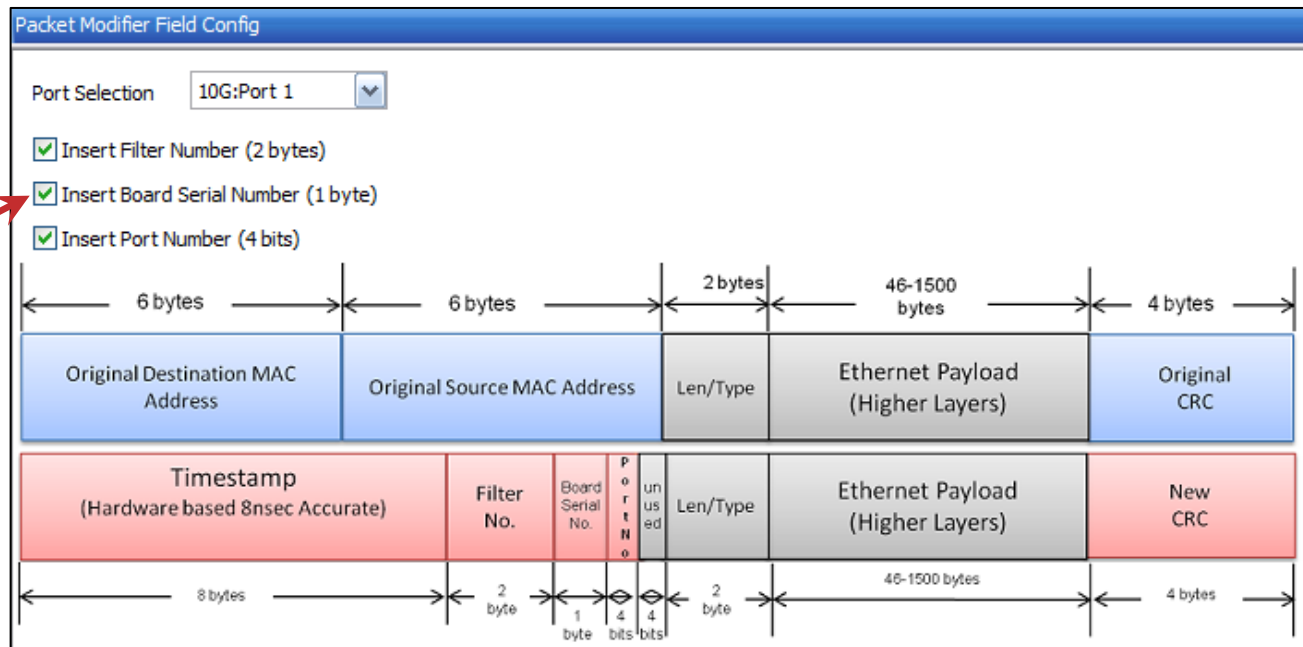 Packet Modifier Field Config
Port Selection 10G:Port 1
Insert Filter Number (2 bytes)
Insert Board Serial Number (1 byte)
Insert Port Number (4 bits)
6 bytes 6 bytes 2 bytes 46-1500 4 bytes
bytes
Original Destination MAC
Address
Original Source MAC Address
Len/Type
Ethernet Payload
(Higher Layers)
Original
CRC
Timestamp
(Hardware based 8nsec Accurate)
Filter
No.
Board
Serial
No.
P
o
r
t
N
o
un
us
ed
Len/Type
Ethernet Payload
(Higher Layers)
New
CRC
8 bytes
2
byte
1
byte
4
bits
4
bits
2
byte
46-1500 bytes
4 bytes